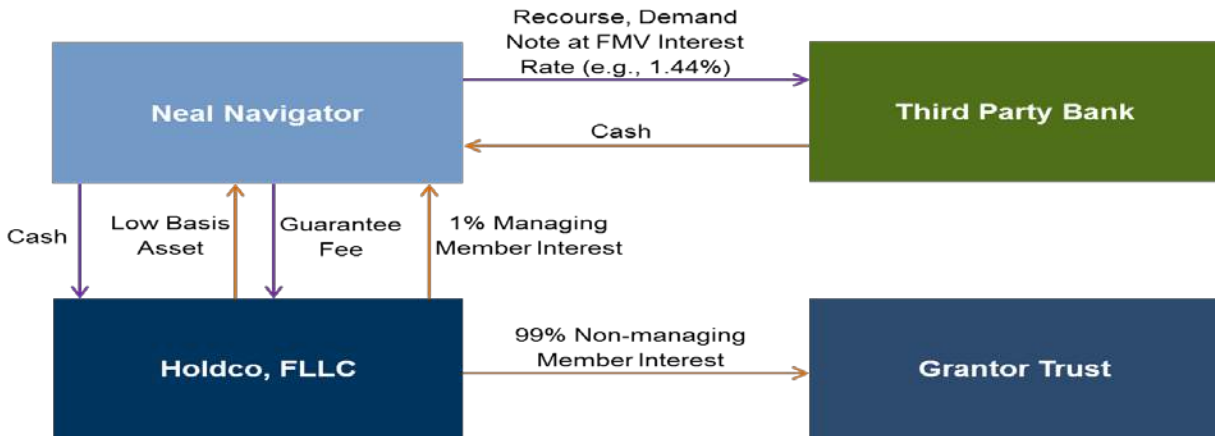 Recourse, Demand
Note at FMV Interest
Rate (e.g., 1.44%)
Neal Navigator
Third Party Bank
Cash
Cash
Low Basis
Asset
Guarantee
Fee
1% Managing
Member Interest
99% Non-managing
Member Interest
Holdco, FLLC
Grantor Trust